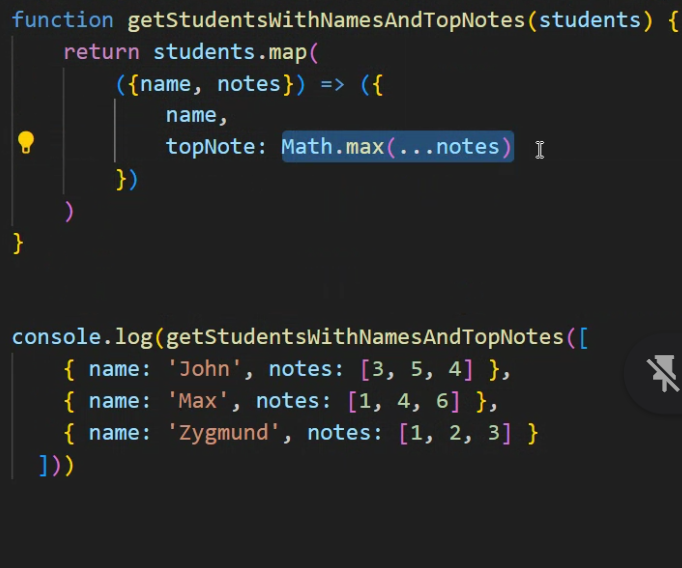 function getStudentsWithNamesAndTopNotes(students) {
return students.map(
({name, notes}) => ({
name,
topNote: Math.max(...notes)
})
)
}
console.log(getStudentsWithNamesAndTopNotes([
{ name: 'John', notes: [3, 5, 4] },
{ name: 'Max', notes: [1, 4, 6] },
{ name: 'Zygmund', notes: [1, 2, 3] }
]))